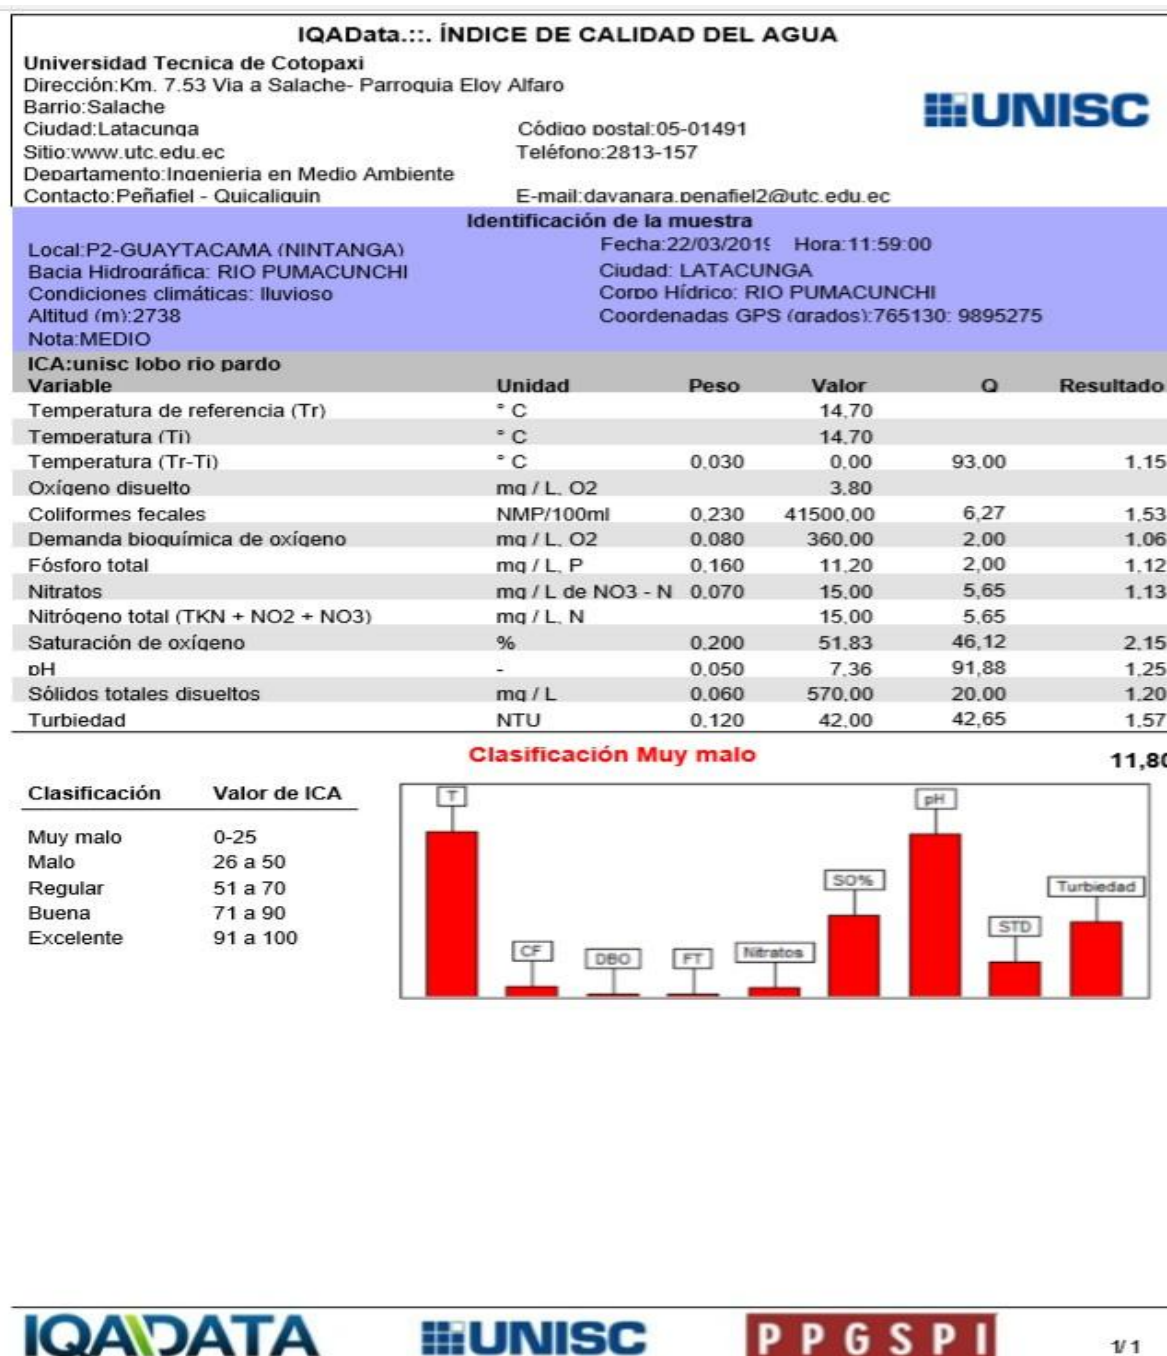 IQAData.::. ÍNDICE DE CALIDAD DEL AGUA
Universidad Tecnica de Cotopaxi
Dirección:Km. 7.53 Via a Salache- Parroquia Eloy Alfaro
Barrio:Salache
UNISC
Ciudad:Latacunga Código postal:05-01491
Sitio:www.utc.edu.ec Teléfono:2813-157
Departamento:Ingenieria en Medio Ambiente
Contacto:Peñafiel - Quicaliquin E-mail:dayanara.penafiel2@utc.edu.ec
Identificación de la muestra
Local:P2-GUAYTACAMA (NINTANGA) Fecha:22/03/2019 Hora:11:59:00
Bacia Hidrográfica: RIO PUMACUNCHI Ciudad: LATACUNGA
Condiciones climáticas: lluvioso Corpo Hídrico: RIO PUMACUNCHI
Altitud (m):2738 Coordenadas GPS (grados):765130: 9895275
Nota:MEDIO
ICA:unisc lobo rio pardo
Variable Unidad Peso Valor Q Resultado
Temperatura de referencia (Tr) ° C 14,70
Temperatura (Ti) ° C 14,70
Temperatura (Tr-Ti) ° C 0,030 0,00 93,00 1,15
Oxígeno disuelto mg / L, O2 3,80
Coliformes fecales NMP/100ml 0,230 41500,00 6,27 1,53
Demanda bioquímica de oxígeno mg / L, O2 0,080 360,00 2,00 1,06
Fósforo total mg / L, P 0,160 11,20 2,00 1,12
Nitratos mg / L de NO3 - N 0,070 15,00 5,65 1,13
Nitrógeno total (TKN + NO2 + NO3) mg / L, N 15,00 5,65
Saturación de oxígeno % 0,200 51,83 46,12 2,15
pH - 0,050 7,36 91,88 1,25
Sólidos totales disueltos mg / L 0,060 570,00 20,00 1,20
Turbiedad NTU 0,120 42,00 42,65 1,57
Clasificación Muy malo 11,80
Clasificación Valor de ICA
Muy malo 0-25
Malo 26 a 50
Regular 51 a 70
Buena 71 a 90
Excelente 91 a 100
T
CF
DBO
FT
Nitratos
SO%
pH
STD
Turbiedad
IQADATA UNISC PPGSPI 1/ 1